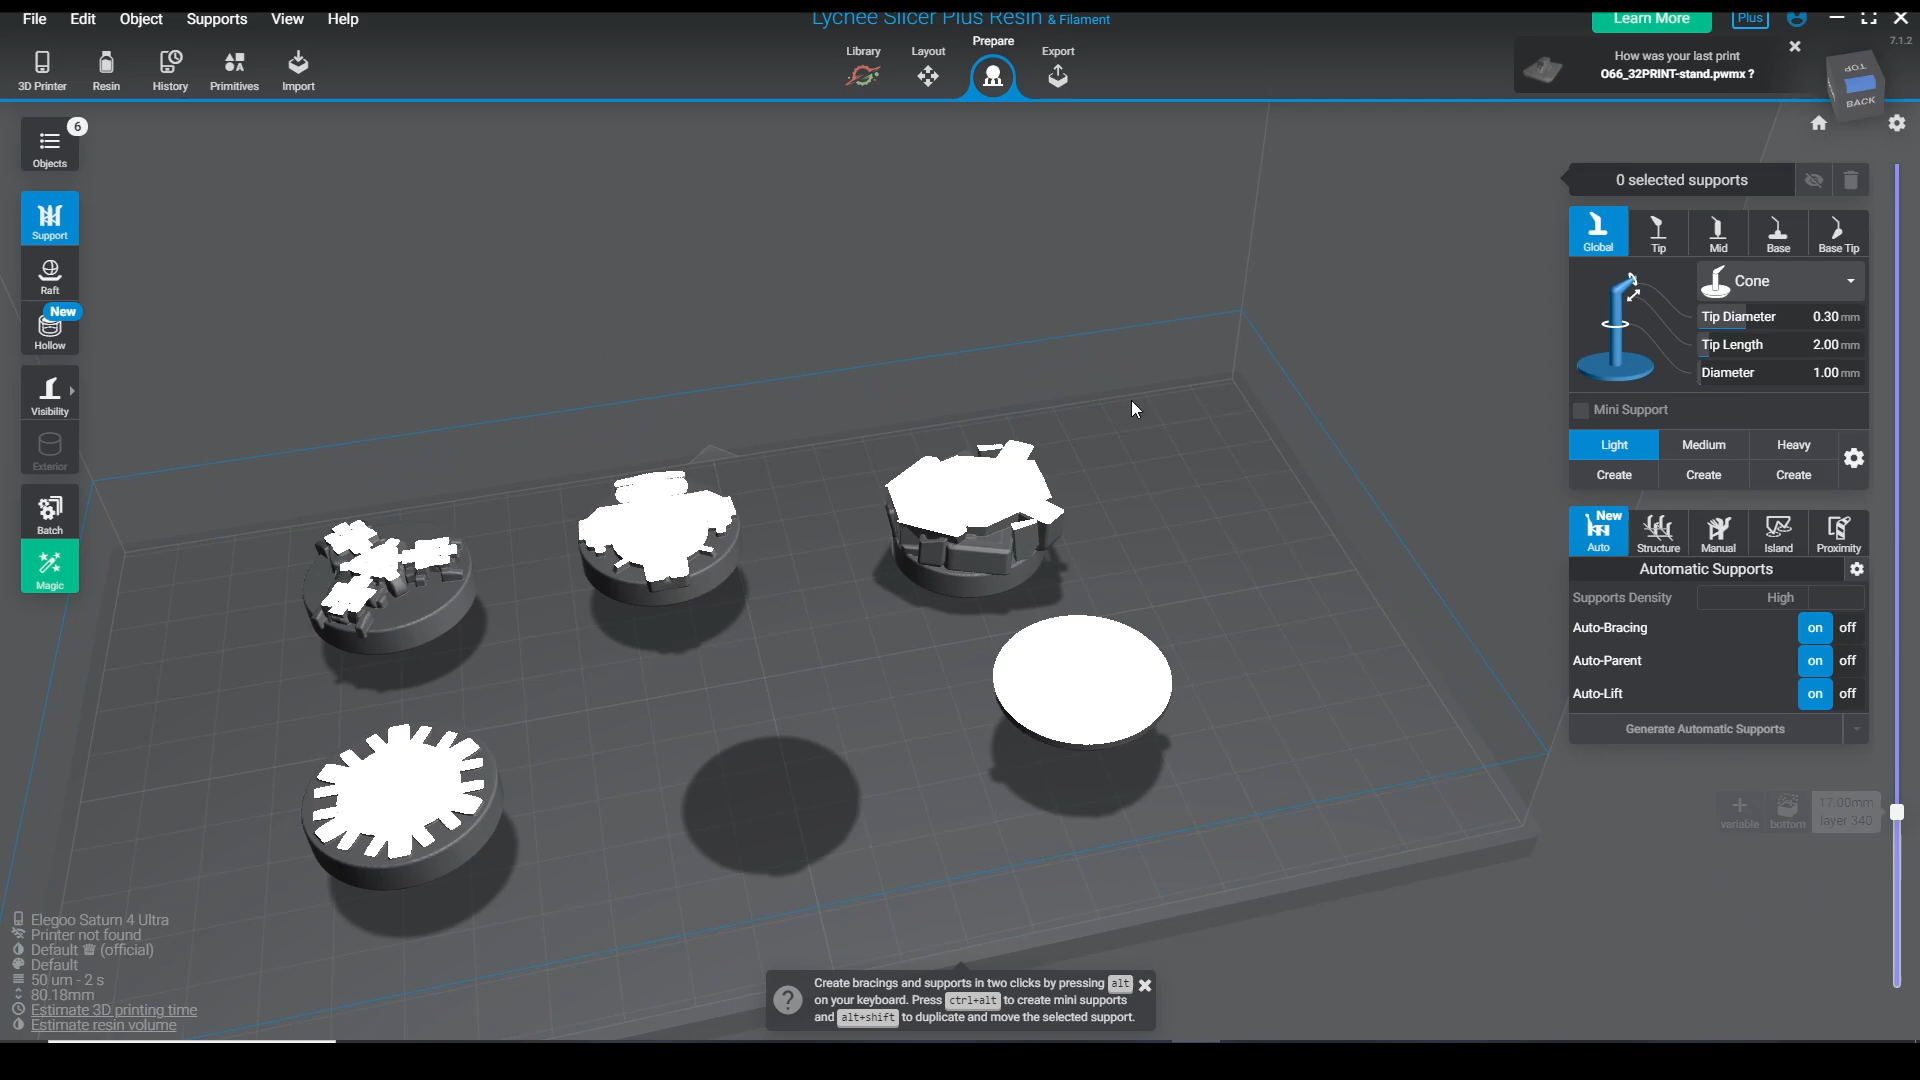 File Edit Object Supports View Help
Lychee Slicer Plus Resin & Filament
Learn More Plus
7.1.2
3D Printer Resin History Primitives Import
Library Layout Prepare Export
How was your last print
066_32PRINT-stand.pwmx ?
TOP
BACK
6
Objects
Support
Raft
New
Hollow
Visibility
Exterior
Batch
Magic
0 selected supports
Global Tip Mid Base Base Tip
Cone
Tip Diameter 0.30 mm
Tip Length 2.00 mm
Diameter 1.00 mm
Mini Support
Light Medium Heavy
Create Create Create
New
Auto Structure Manual Island Proximity
Automatic Supports
Supports Density High
Auto-Bracing on off
Auto-Parent on off
Auto-Lift on off
Generate Automatic Supports
variable bottom 17.00mm
layer 340
Elegoo Saturn 4 Ultra
Printer not found
Default (official)
Default
50 um - 2 s
80.18mm
Estimate 3D printing time
Estimate resin volume
? Create bracings and supports in two clicks by pressing alt
on your keyboard. Press ctrl+alt to create mini supports
and alt+shift to duplicate and move the selected support.